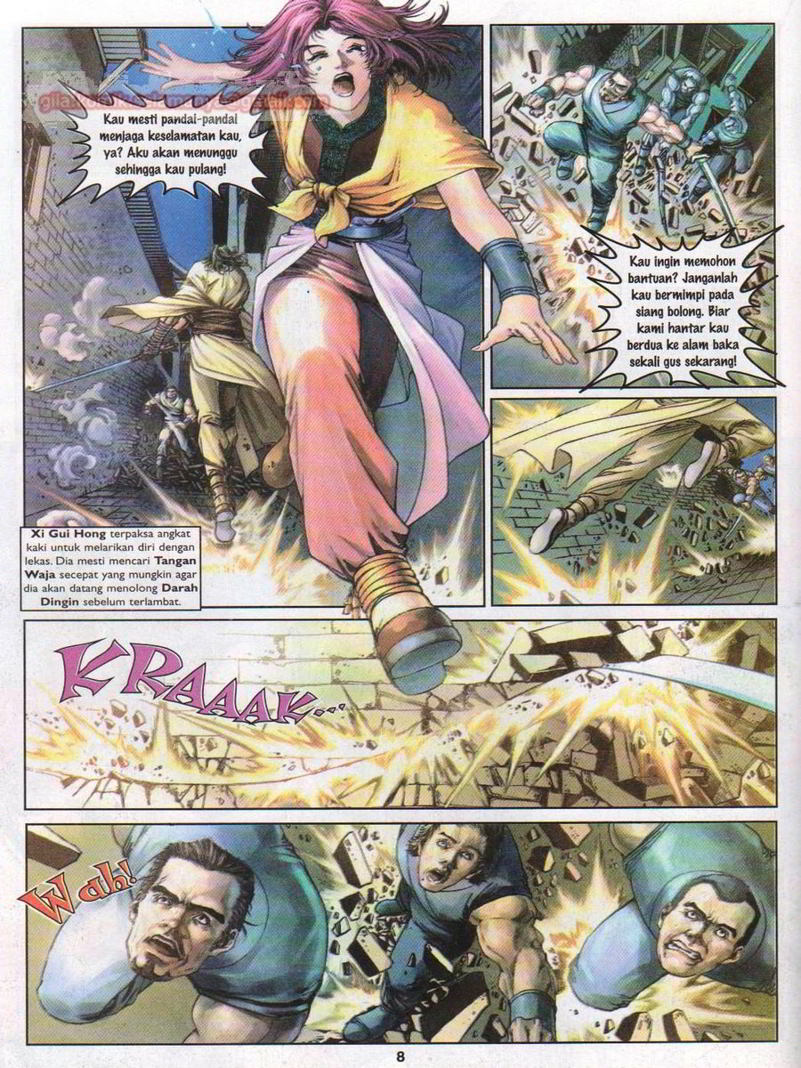 Kau mesti pandai-pandai
menjaga keselamatan kau,
ya? Aku akan menunggu
sehingga kau pulang!
Kau ingin memohon
bantuan? Janganlah
kau bermimpi pada
siang bolong. Biar
kami hantar kau
berdua ke alam baka
sekali gus sekarang!
Xi Gui Hong terpaksa angkat
kaki untuk melarikan diri dengan
lekas. Dia mesti mencari Tangan
Waja secepat yang mungkin agar
dia akan datang menolong Darah
Dingin sebelum terlambat.
KRAAAK...
Wah!
8